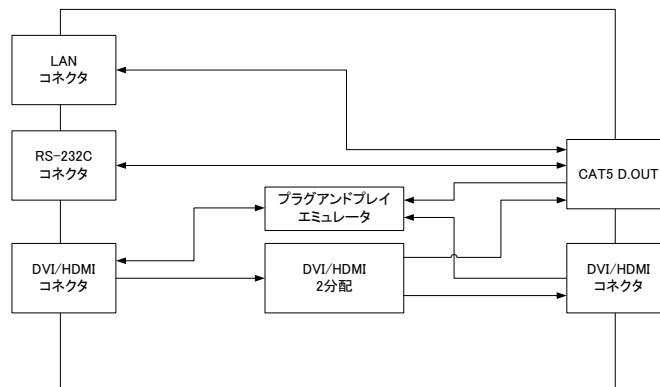 LAN
コネクタ
RS-232C
コネクタ
CAT5 D.OUT
プラグアンドプレイ
エミュレータ
DVI/HDMI
コネクタ
DVI/HDMI
2分配
DVI/HDMI
コネクタ